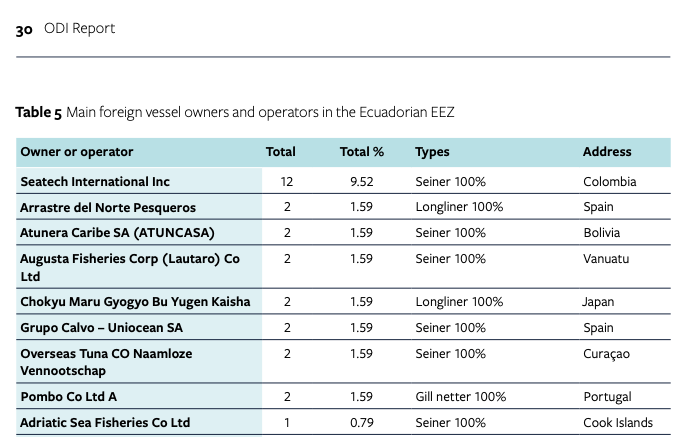 30 ODI Report
Table 5 Main foreign vessel owners and operators in the Ecuadorian EEZ
Owner or operator Total Total % Types Address
Seatech International Inc 12 9.52 Seiner 100% Colombia
Arrastre del Norte Pesqueros 2 1.59 Longliner 100% Spain
Atunera Caribe SA (ATUNCASA) 2 1.59 Seiner 100% Bolivia
Augusta Fisheries Corp (Lautaro) Co 2 1.59 Seiner 100% Vanuatu
Ltd
Chokyu Maru Gyogyo Bu Yugen Kaisha 2 1.59 Longliner 100% Japan
Grupo Calvo – Uniocean SA 2 1.59 Seiner 100% Spain
Overseas Tuna CO Naamloze 2 1.59 Seiner 100% Curaçao
Vennootschap
Pombo Co Ltd A 2 1.59 Gill netter 100% Portugal
Adriatic Sea Fisheries Co Ltd 1 0.79 Seiner 100% Cook Islands